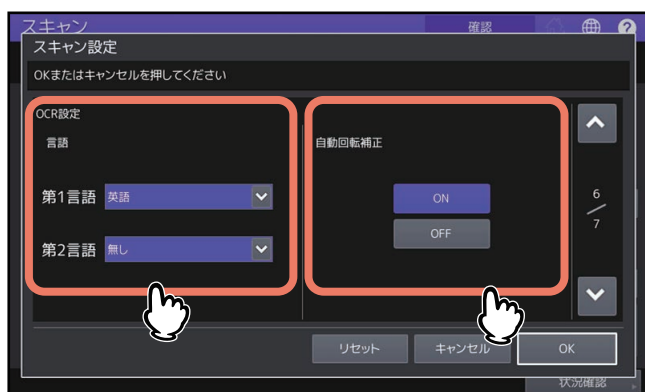 スキャン
確認
?
スキャン設定
OKまたはキャンセルを押してください
OCR設定
言語
自動回転補正
第1言語 英語
ON
6
7
OFF
第2言語 無し
リセット
キャンセル
OK
状況確認